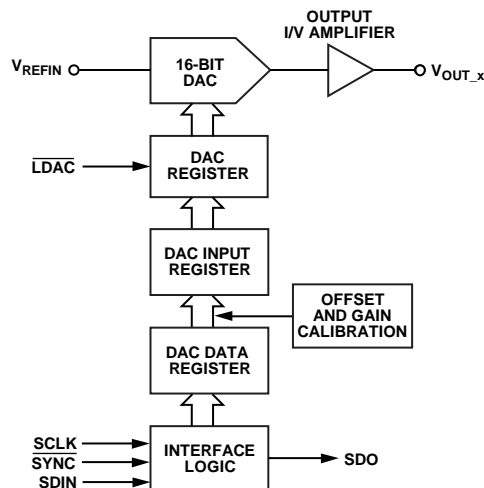 OUTPUT
I/V AMPLIFIER
VREFIN
16-BIT
DAC
VOUT_x
LDAC
DAC
REGISTER
DAC INPUT
REGISTER
OFFSET
AND GAIN
CALIBRATION
DAC DATA
REGISTER
SCLK
SYNC
SDIN
INTERFACE
LOGIC
SDO